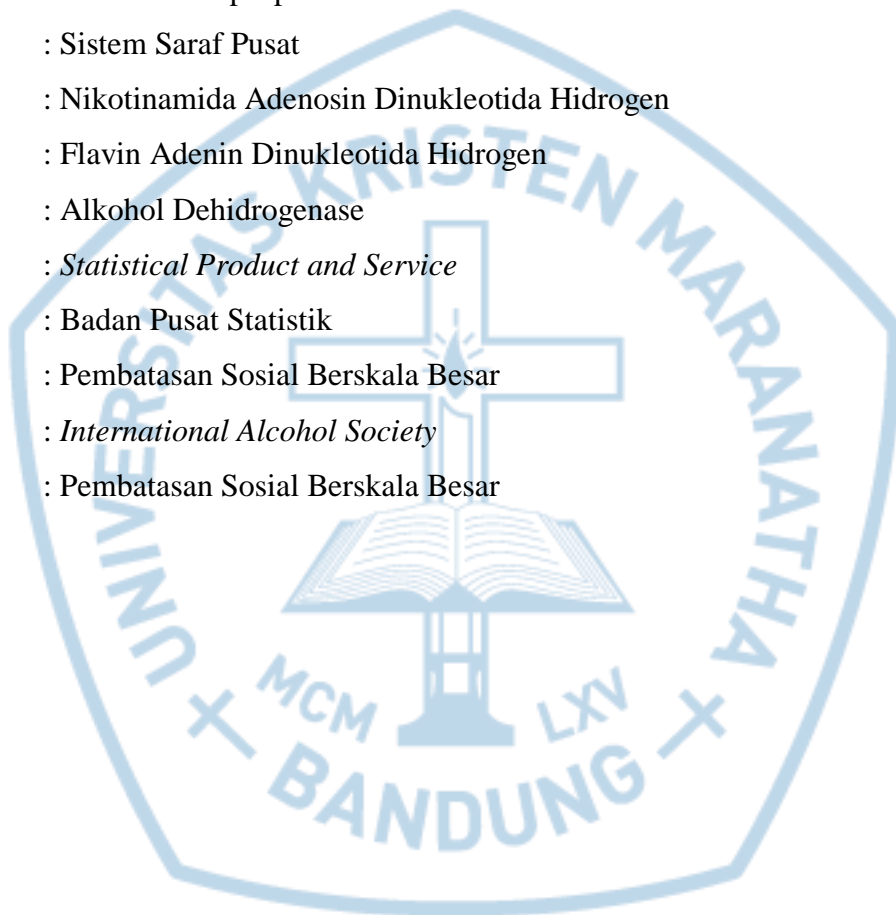 : Sistem Saraf Pusat
: Nikotinamida Adenosin Dinukleotida Hidrogen
: Flavin Adenin Dinukleotida Hidrogen
: Alkohol Dehidrogenase
: Statistical Product and Service
: Badan Pusat Statistik
: Pembatasan Sosial Berskala Besar
: International Alcohol Society
: Pembatasan Sosial Berskala Besar
UNIVERSITAS KRISTEN MARANATHA
MCM LXV
BANDUNG